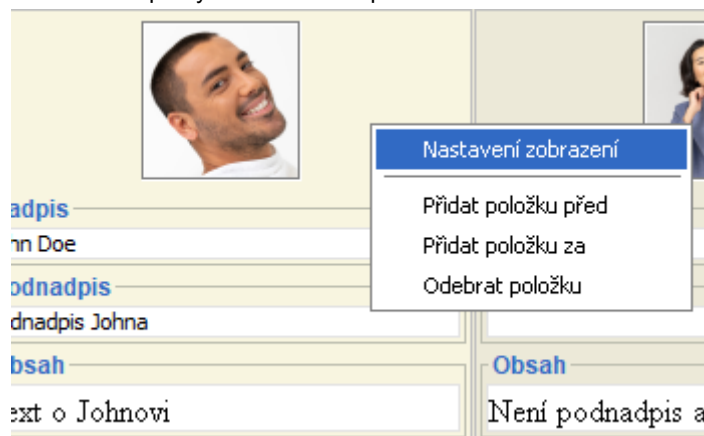 Nastavení zobrazení
Přidat položku před
Přidat položku za
Odebrat položku
adpis
nn Doe
odnadpis
dnadpis Johna
bsah
ext o Johnovi
Obsah
Není podnadpis a